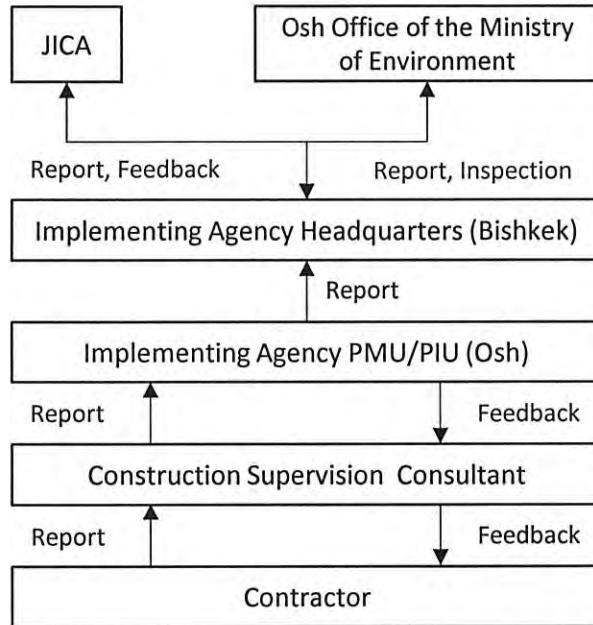 JICA
Osh Office of the Ministry
of Environment
Report, Feedback
Report, Inspection
Implementing Agency Headquarters (Bishkek)
Report
Implementing Agency PMU/PIU (Osh)
Report
Feedback
Construction Supervision Consultant
Report
Feedback
Contractor